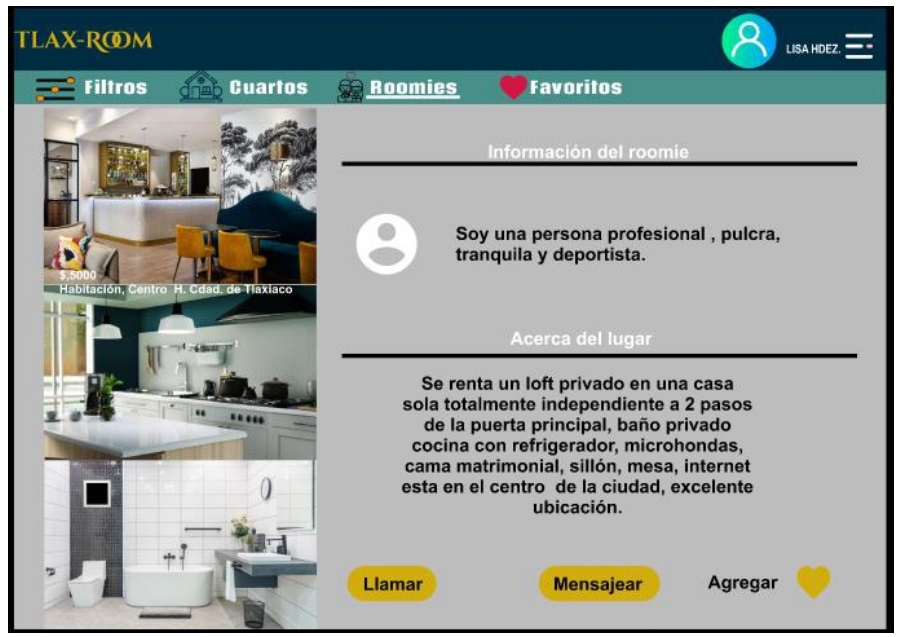 TLAX-ROOM
LISA HDEZ.
Filtros Cuartos Roomies Favoritos
$,5000
Habitación, Centro H. Cdad. de Tlaxiaco
Información del roomie
Soy una persona profesional , pulcra,
tranquila y deportista.
Acerca del lugar
Se renta un loft privado en una casa
sola totalmente independiente a 2 pasos
de la puerta principal, baño privado
cocina con refrigerador, microhondas,
cama matrimonial, sillón, mesa, internet
esta en el centro de la ciudad, excelente
ubicación.
Llamar Mensajear Agregar